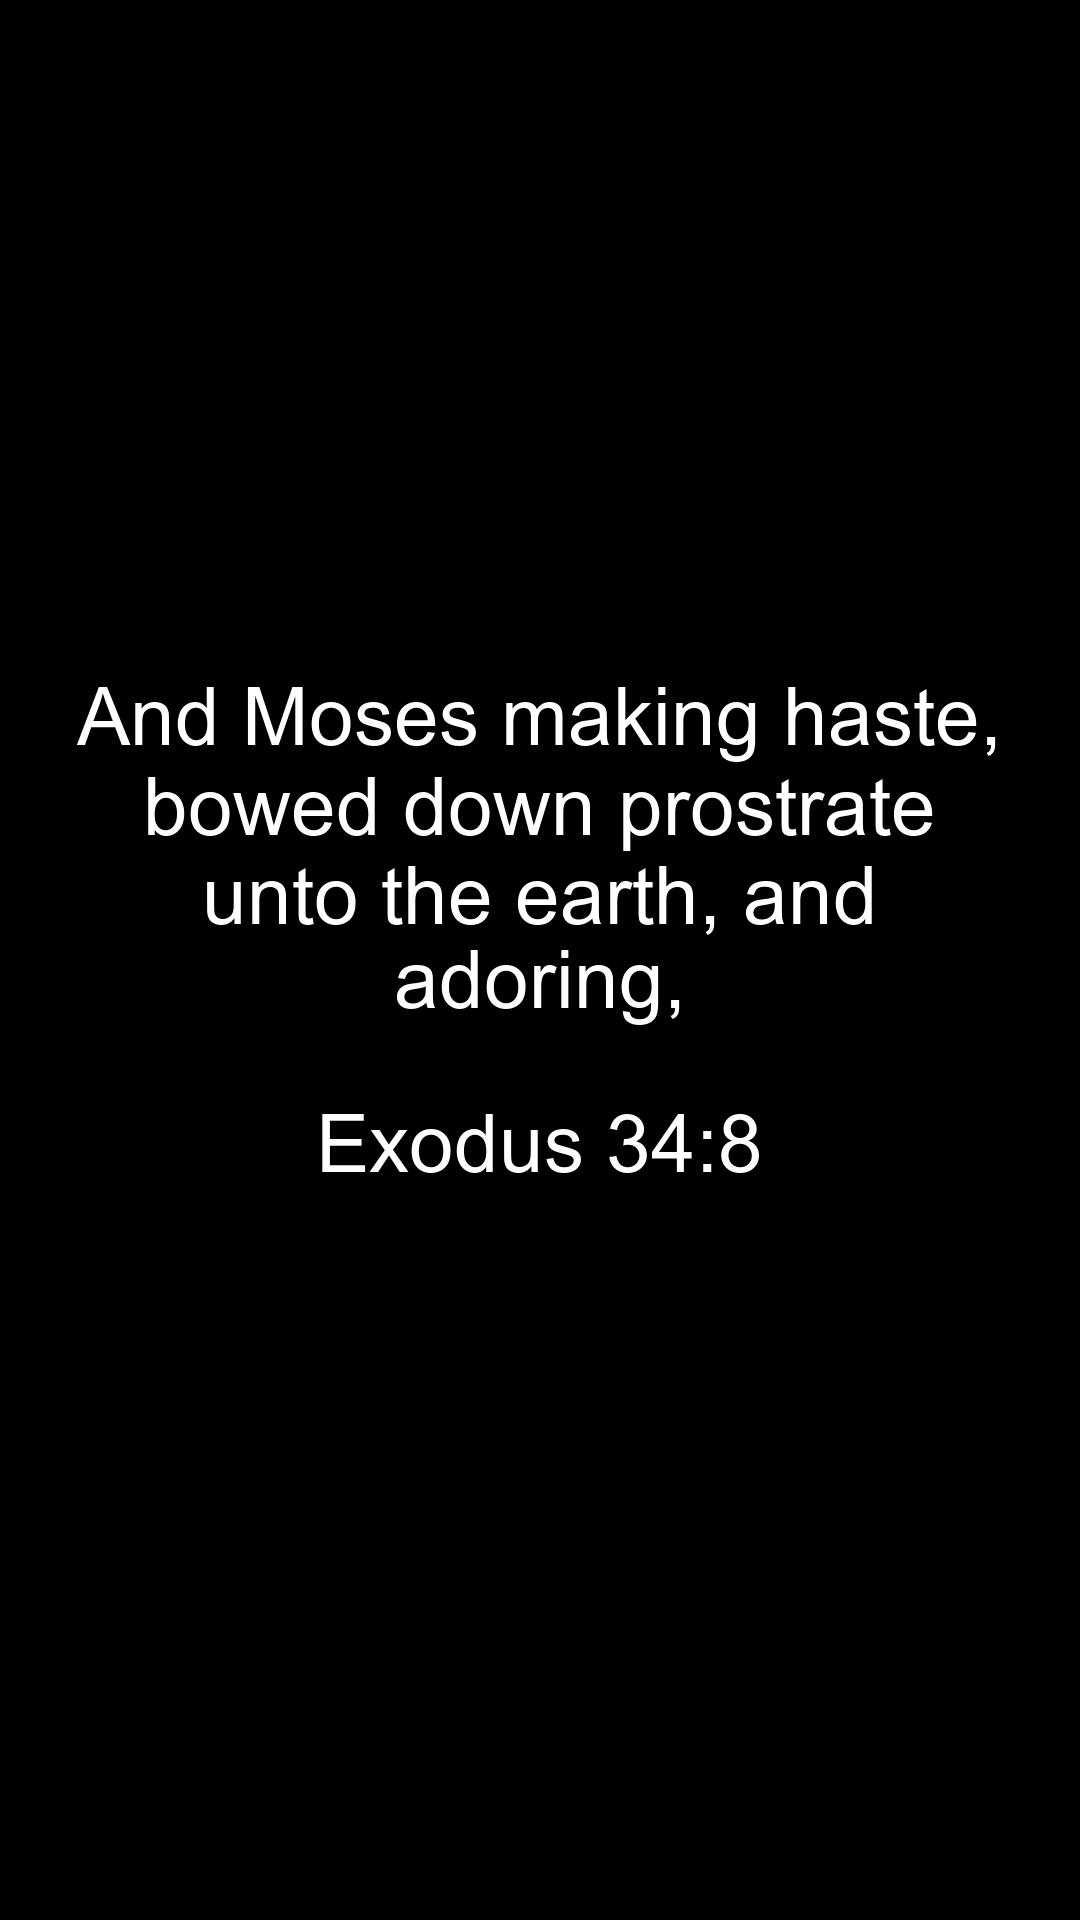 And Moses making haste,
bowed down prostrate
unto the earth, and
adoring,
Exodus 34:8